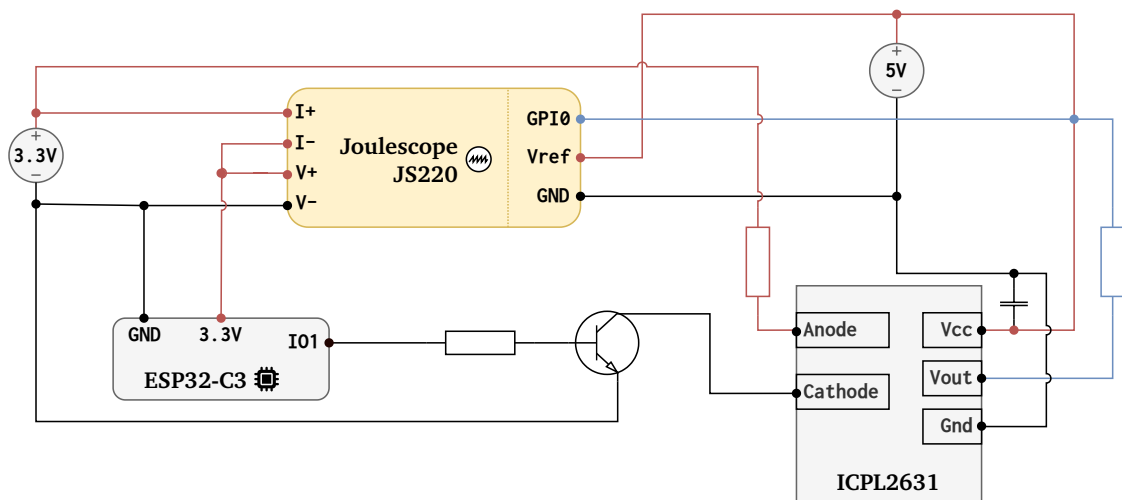 +
5V
−
I+
+
3.3V
−
I-
V+
V-
Joulescope
JS220
GPI0
Vref
GND
GND
3.3V
IO1
ESP32-C3
Anode
Cathode
Vcc
Vout
Gnd
ICPL2631